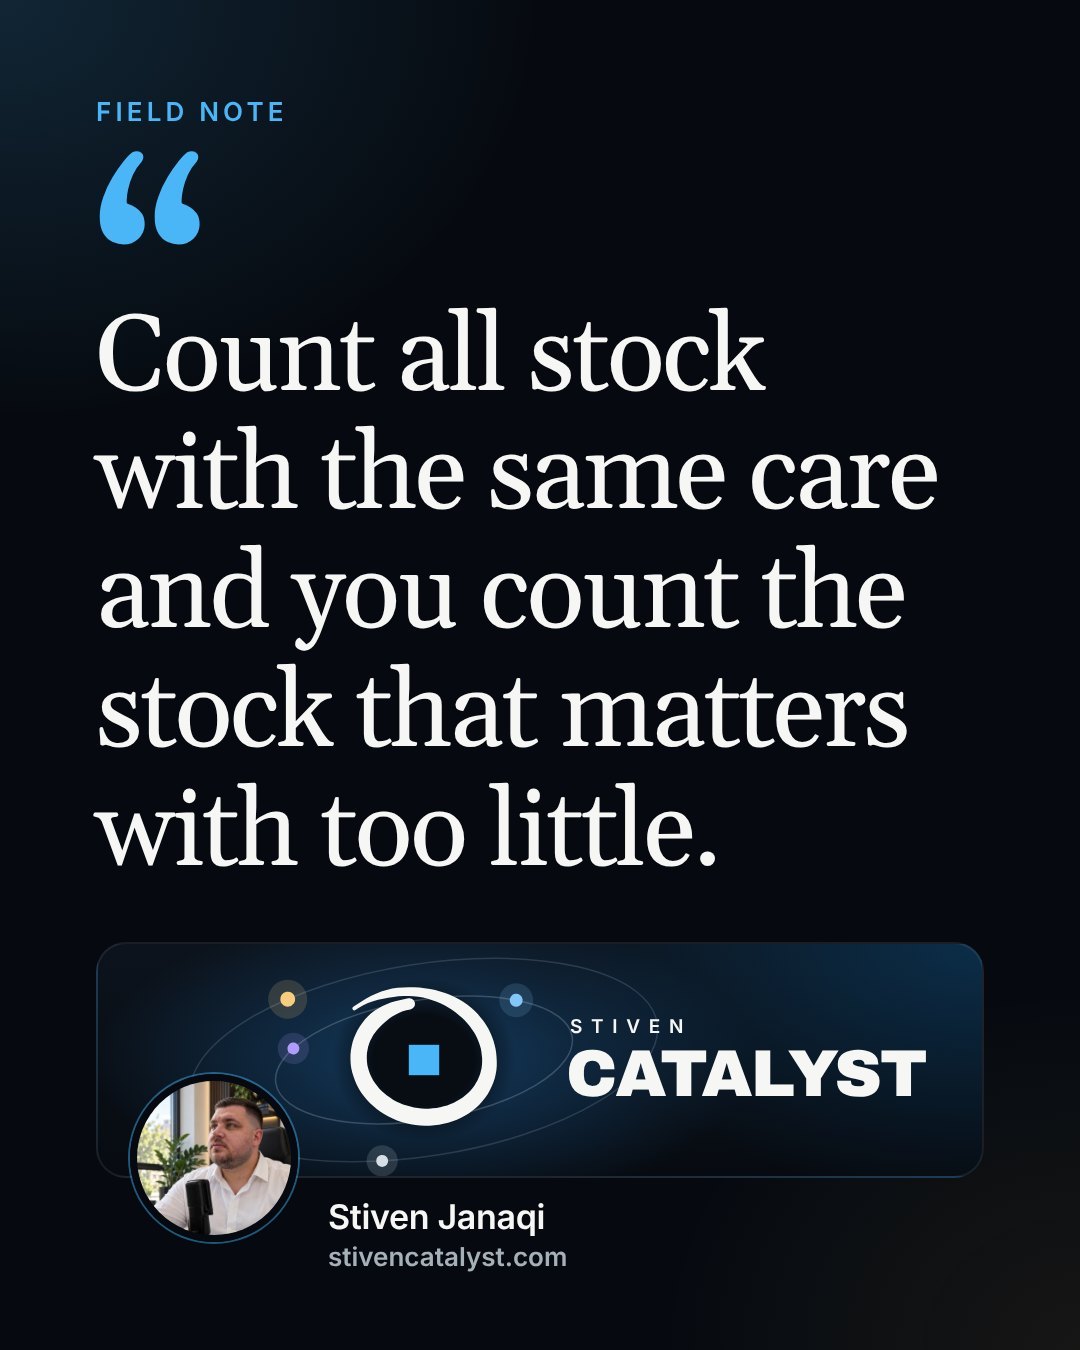 FIELD NOTE
“
Count all stock
with the same care
and you count the
stock that matters
with too little.
STIVEN
CATALYST
Stiven Janaqi
stivencatalyst.com